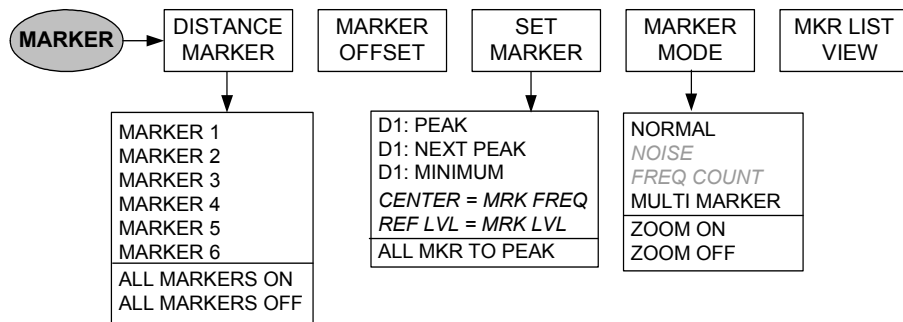 MARKER
DISTANCE
MARKER
MARKER
OFFSET
SET
MARKER
MARKER
MODE
MKR LIST
VIEW
MARKER 1
MARKER 2
MARKER 3
MARKER 4
MARKER 5
MARKER 6
ALL MARKERS ON
ALL MARKERS OFF
D1: PEAK
D1: NEXT PEAK
D1: MINIMUM
CENTER = MRK FREQ
REF LVL = MRK LVL
ALL MKR TO PEAK
NORMAL
NOISE
FREQ COUNT
MULTI MARKER
ZOOM ON
ZOOM OFF